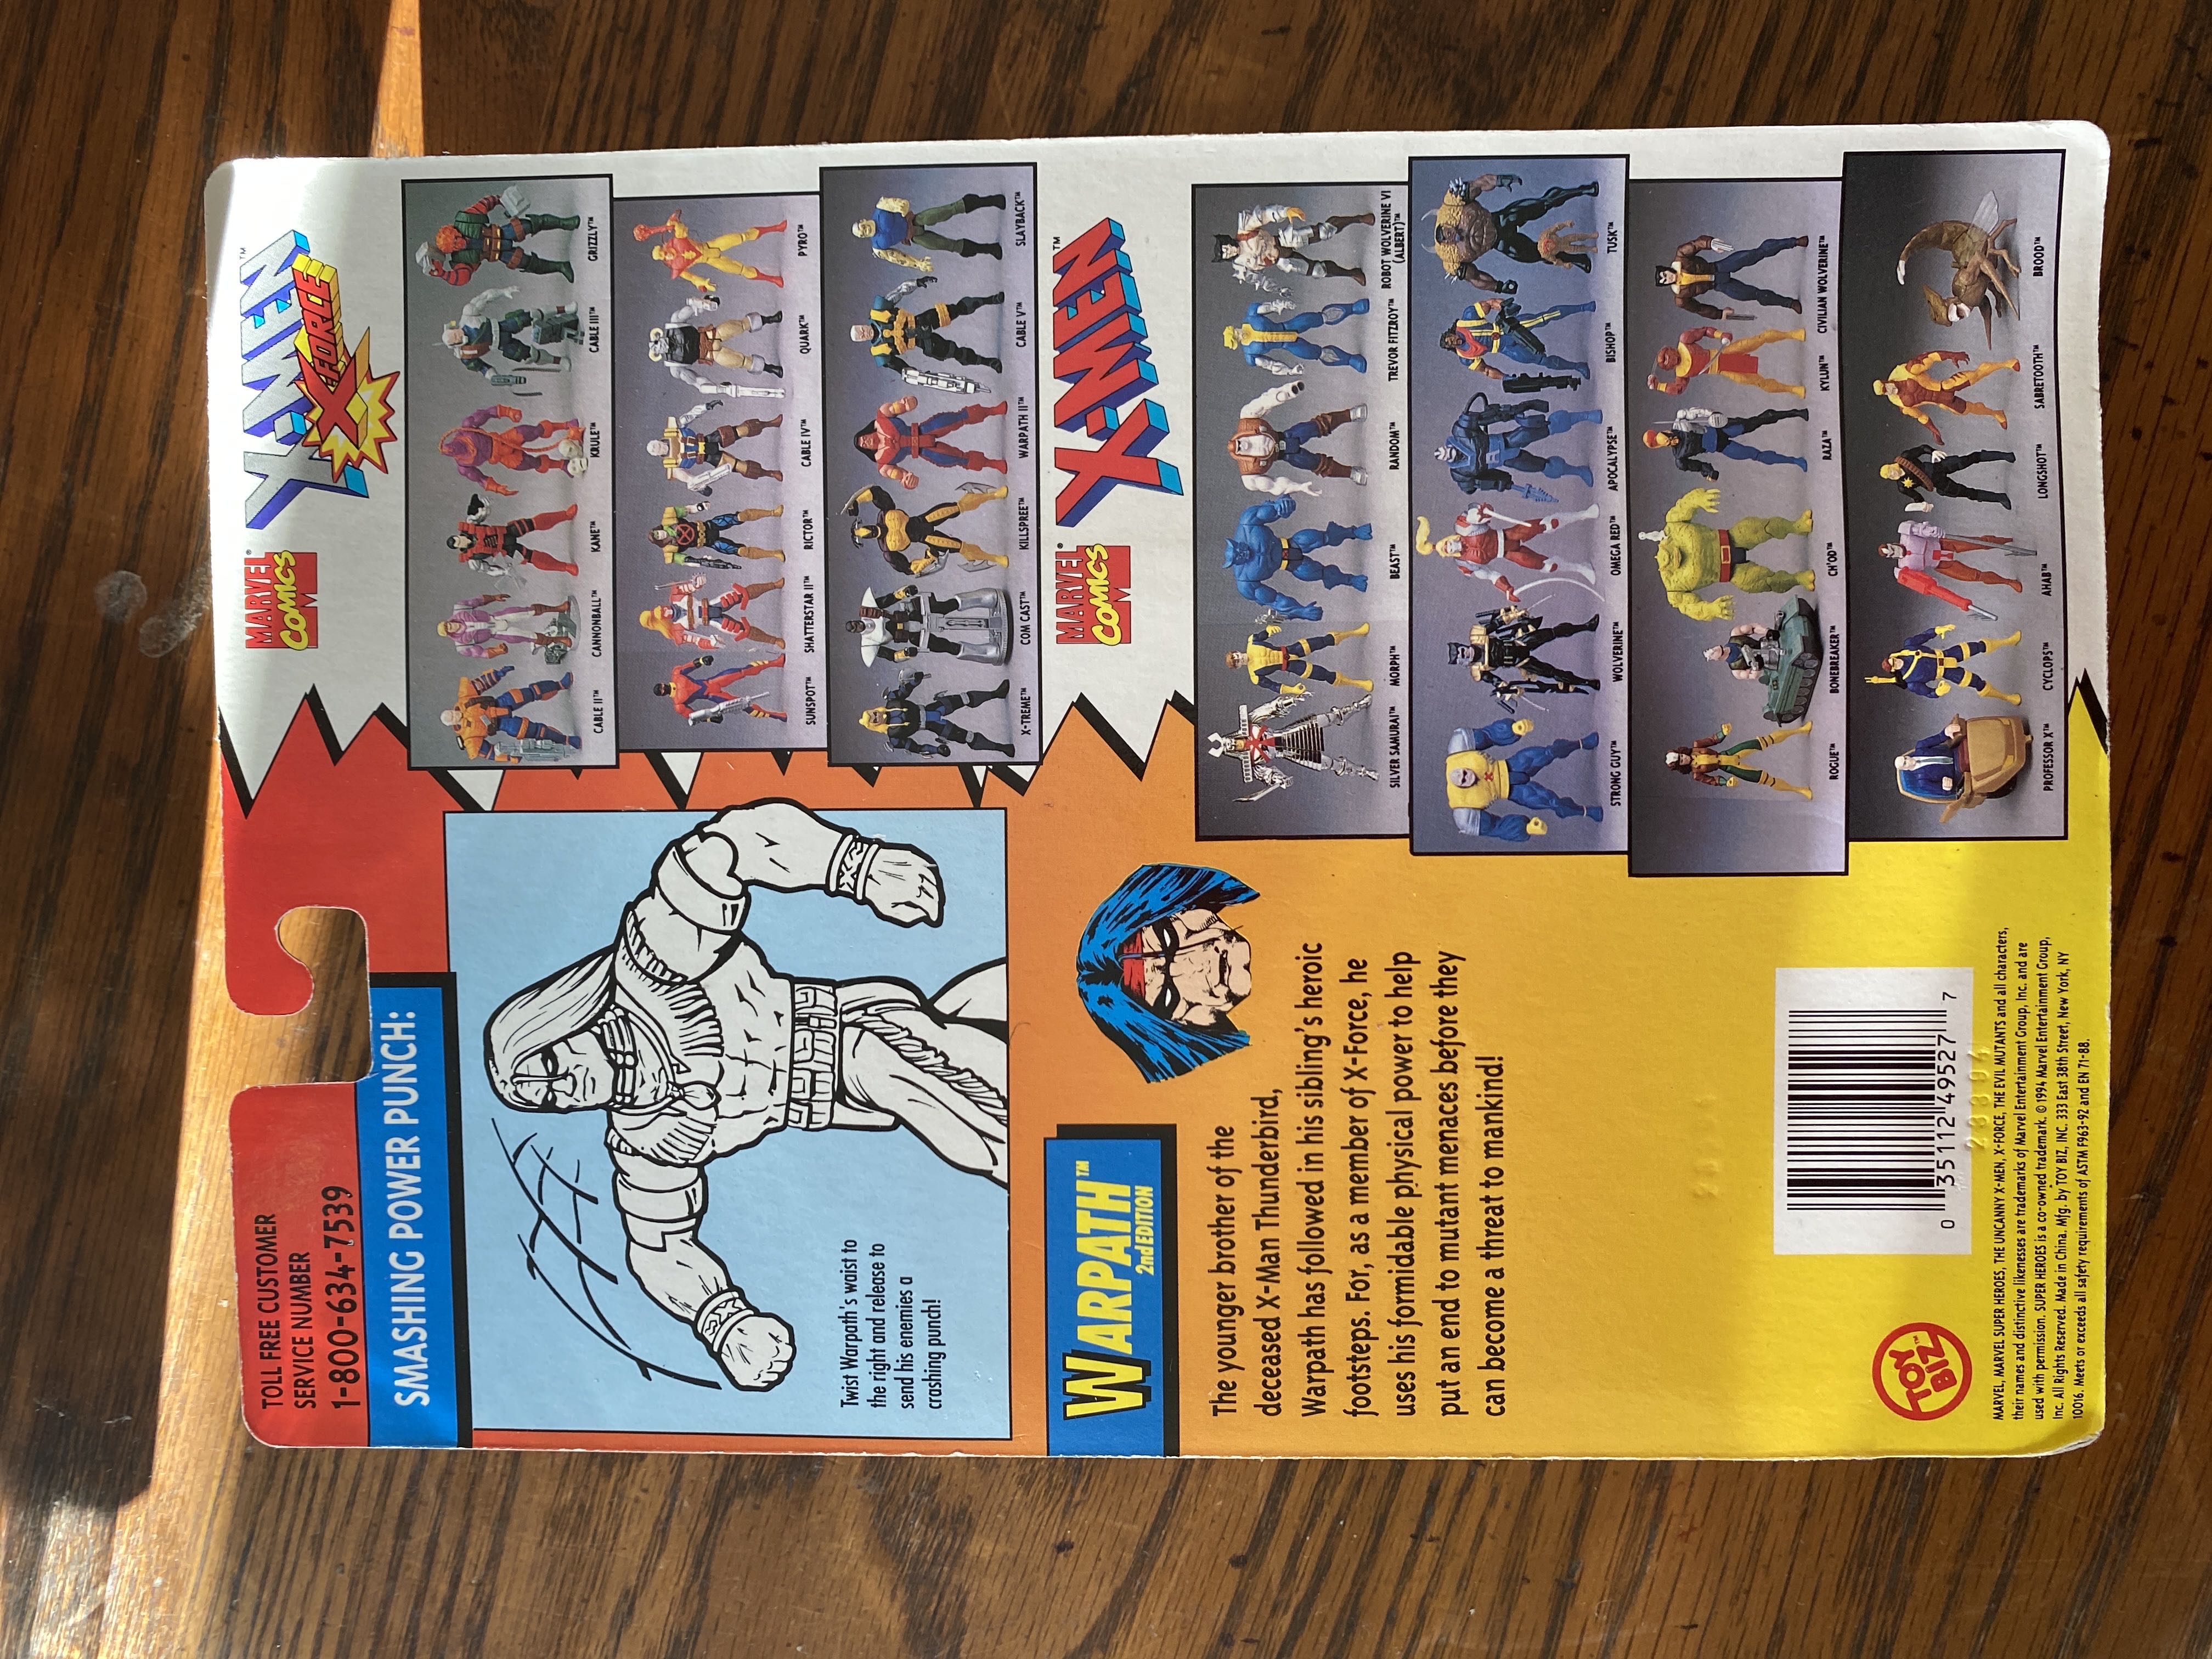 TOLL FREE CUSTOMER
SERVICE NUMBER
1-800-634-7539
SMASHING POWER PUNCH:
Twist Warpath's waist to
the right and release to
send his enemies a
crashing punch!
WARPATH™
2nd EDITION
The younger brother of the
deceased X-Man Thunderbird,
Warpath has followed in his sibling's heroic
footsteps. For, as a member of X-Force, he
uses his formidable physical power to help
put an end to mutant menaces before they
can become a threat to mankind!
MARVEL®
COMICS
X-MEN™
X-FORCE
CABLE II™ CANNONBALL™ KANE™ KRULE™ CABLE III™ GRIZZLY™
SUNSPOT™ SHATTERSTAR II™ RICTOR™ CABLE IV™ QUARK™ PYRO™
X-TREME™ COM CAST™ KILLSPREE™ WARPATH II™ CABLE V™ SLAYBACK™
MARVEL®
COMICS
X-MEN™
SILVER SAMURAI™ MORPH™ BEAST™ RANDOM™ TREVOR FITZROY™ ROBOT WOLVERINE VI
(ALBERT)™
STRONG GUY™ WOLVERINE™ OMEGA RED™ APOCALYPSE™ BISHOP™ TUSK™
ROGUE™ BONEBREAKER™ CH'OD™ RAZA™ KYLUN™ CIVILIAN WOLVERINE™
PROFESSOR X™ CYCLOPS™ AHAB™ LONGSHOT™ SABRETOOTH™ BROOD™
0 35112 49527 7
TOY
BIZ™
MARVEL, MARVEL SUPER HEROES, THE UNCANNY X-MEN, X-FORCE, THE EVIL MUTANTS and all characters,
their names and distinctive likenesses are trademarks of Marvel Entertainment Group, Inc. and are
used with permission. SUPER HEROES is a co-owned trademark. © 1994 Marvel Entertainment Group,
Inc. All Rights Reserved. Made in China. Mfg. by TOY BIZ, INC. 333 East 38th Street, New York, NY
10016. Meets or exceeds all safety requirements of ASTM F963-92 and EN 71-88.